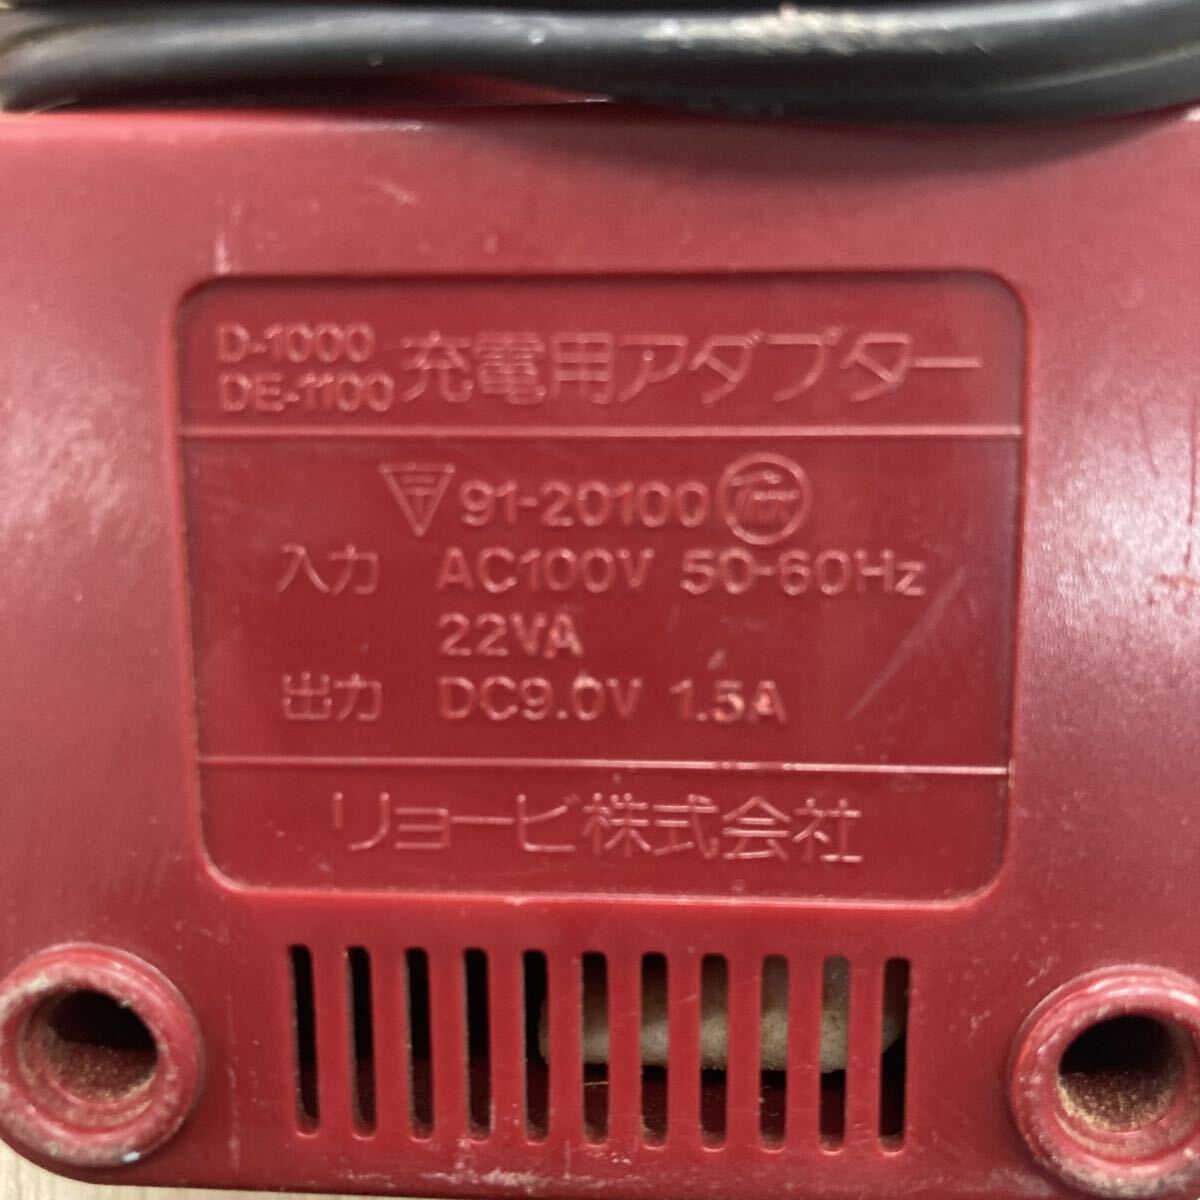 D-1000
DE-1100 充電用アダプター
〒 91-20100
入力 AC100V 50-60Hz
22VA
出力 DC9.0V 1.5A
リョービ株式会社